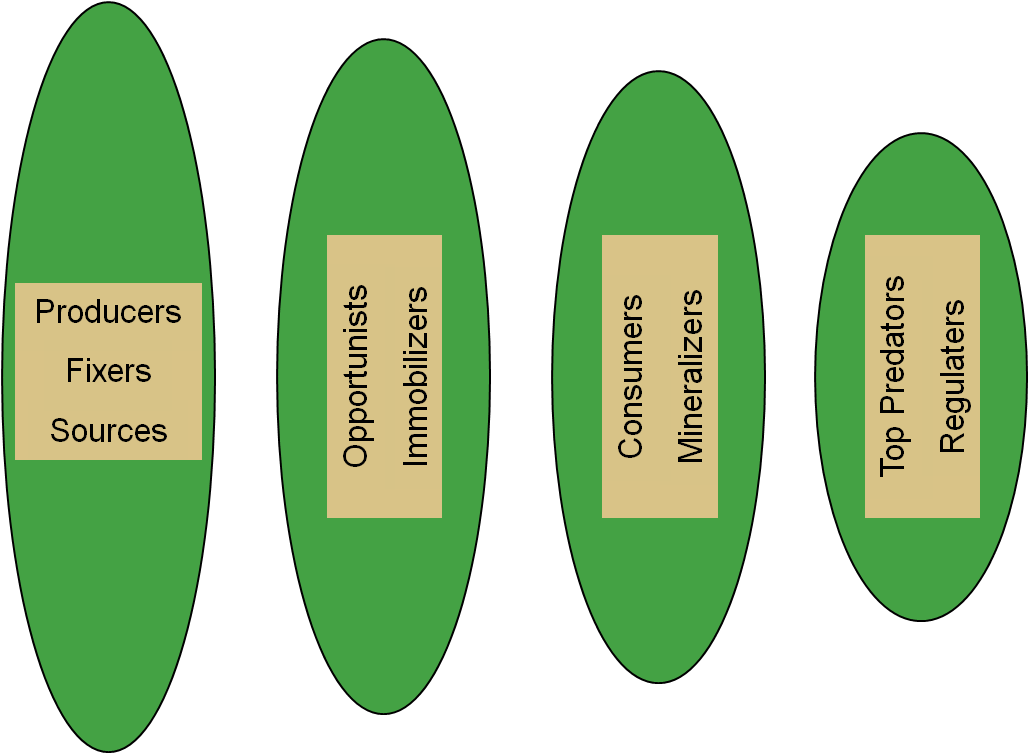 Producers
Fixers
Sources
Opportunists
Immobilizers
Consumers
Mineralizers
Top Predators
Regulaters